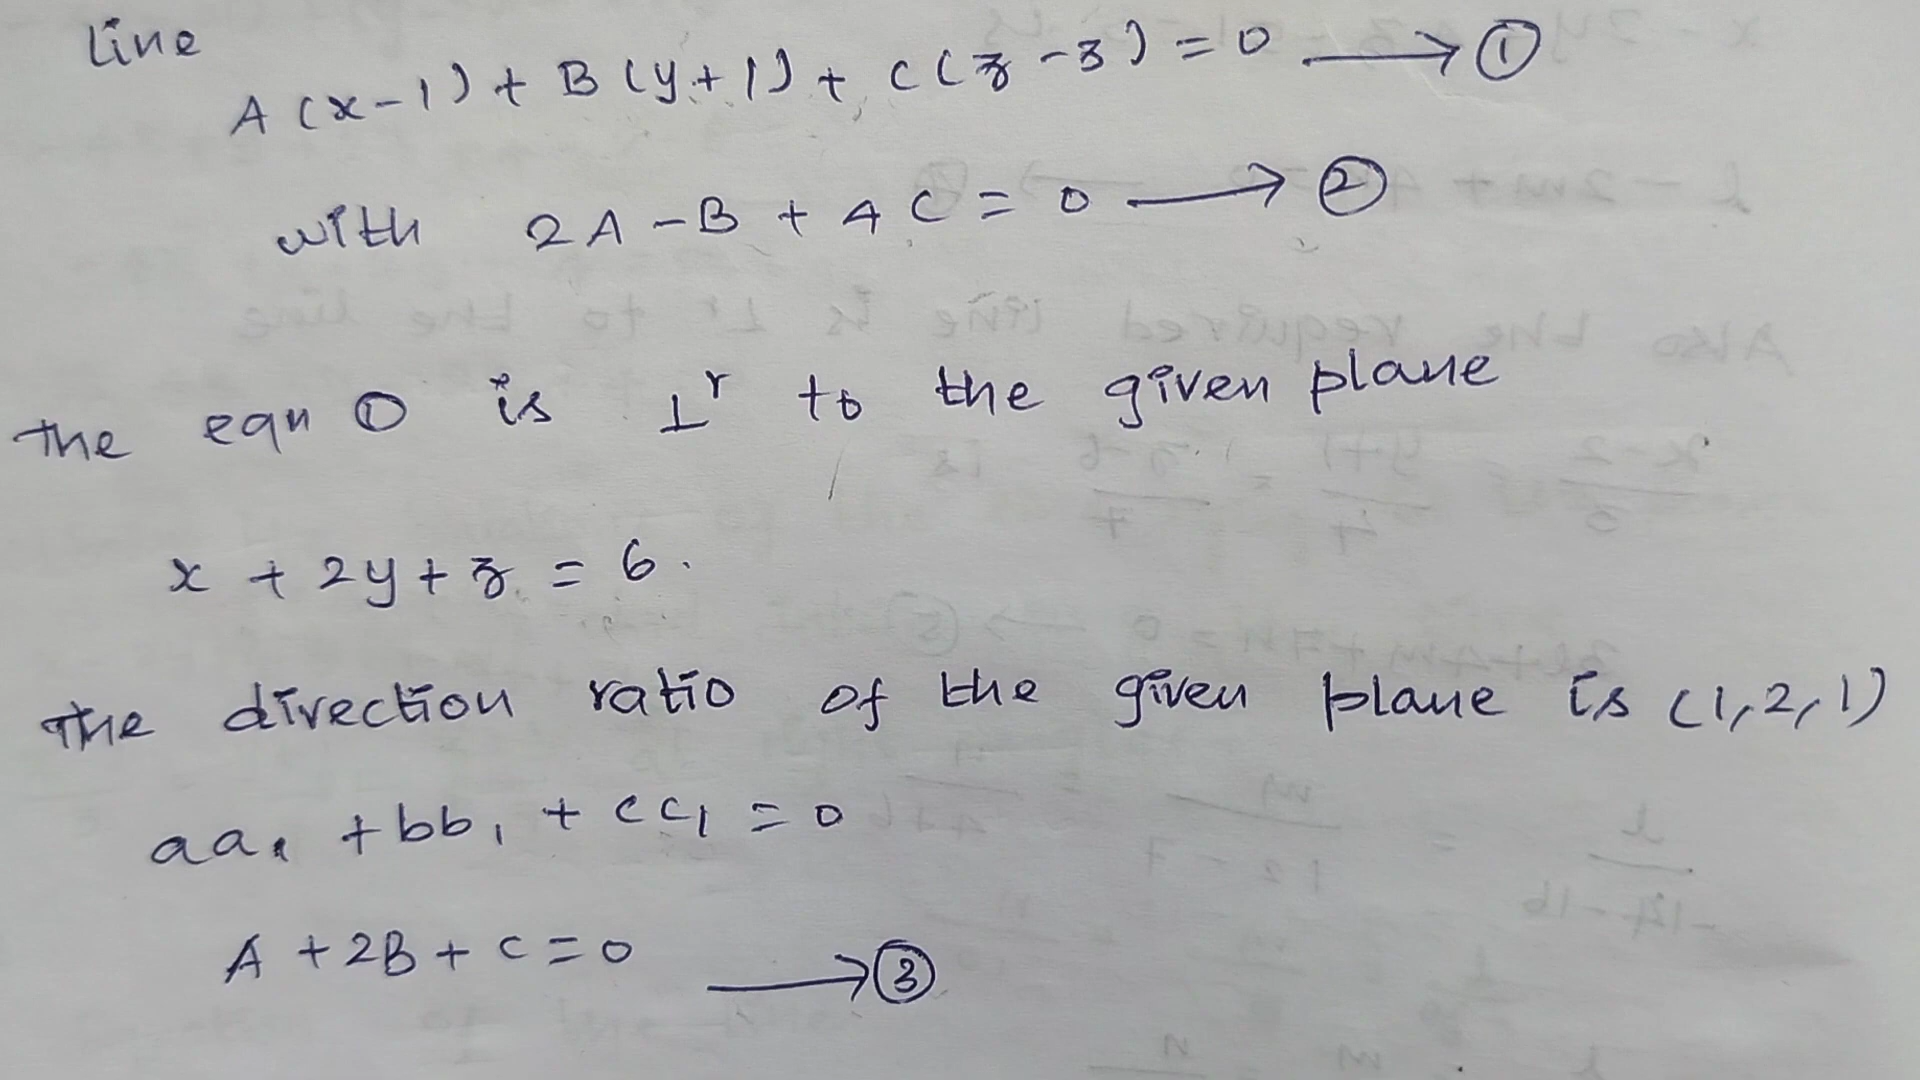 line
A(x-1)+B(y+1)+C(z-3)=0 → ①
with 2A-B+4C=0 → ②
The eqn ① is ⊥r to the given plane
x+2y+z=6.
The direction ratio of the given plane is (1,2,1)
aa₁+bb₁+cc₁=0
A+2B+C=0 → ③